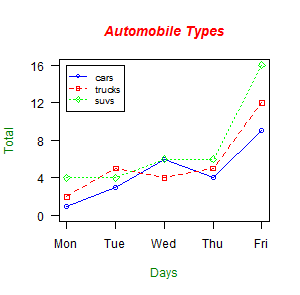 Automobile Types
Total
16
12
8
4
0
cars
trucks
suvs
Mon Tue Wed Thu Fri
Days